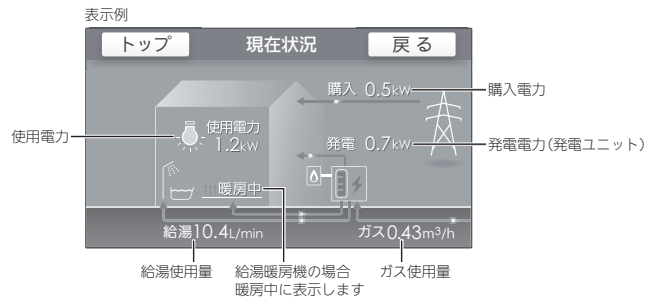 表示例
トップ
現在状況
戻る
購入 0.5kW
購入電力
使用電力
使用電力
1.2kW
発電 0.7kW
発電電力(発電ユニット)
暖房中
給湯10.4L/min
ガス0.43m³/h
給湯使用量
給湯暖房機の場合
暖房中に表示します
ガス使用量